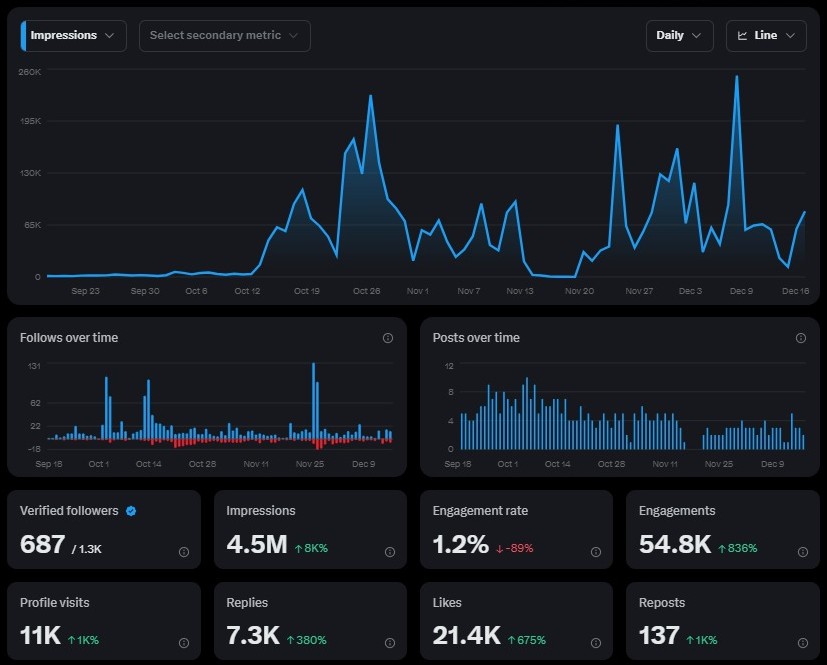 Impressions
Select secondary metric
Daily
Line
260K
195K
130K
65K
0
Sep 23 Sep 30 Oct 6 Oct 12 Oct 19 Oct 26 Nov 1 Nov 7 Nov 13 Nov 20 Nov 27 Dec 3 Dec 9 Dec 16
Follows over time
131
62
22
-18
Sep 18 Oct 1 Oct 14 Oct 28 Nov 11 Nov 25 Dec 9
Posts over time
12
8
4
0
Sep 18 Oct 1 Oct 14 Oct 28 Nov 11 Nov 25 Dec 9
Verified followers
687 / 1.3K
Impressions
4.5M ↑8K%
Engagement rate
1.2% ↓-89%
Engagements
54.8K ↑836%
Profile visits
11K ↑1K%
Replies
7.3K ↑380%
Likes
21.4K ↑675%
Reposts
137 ↑1K%